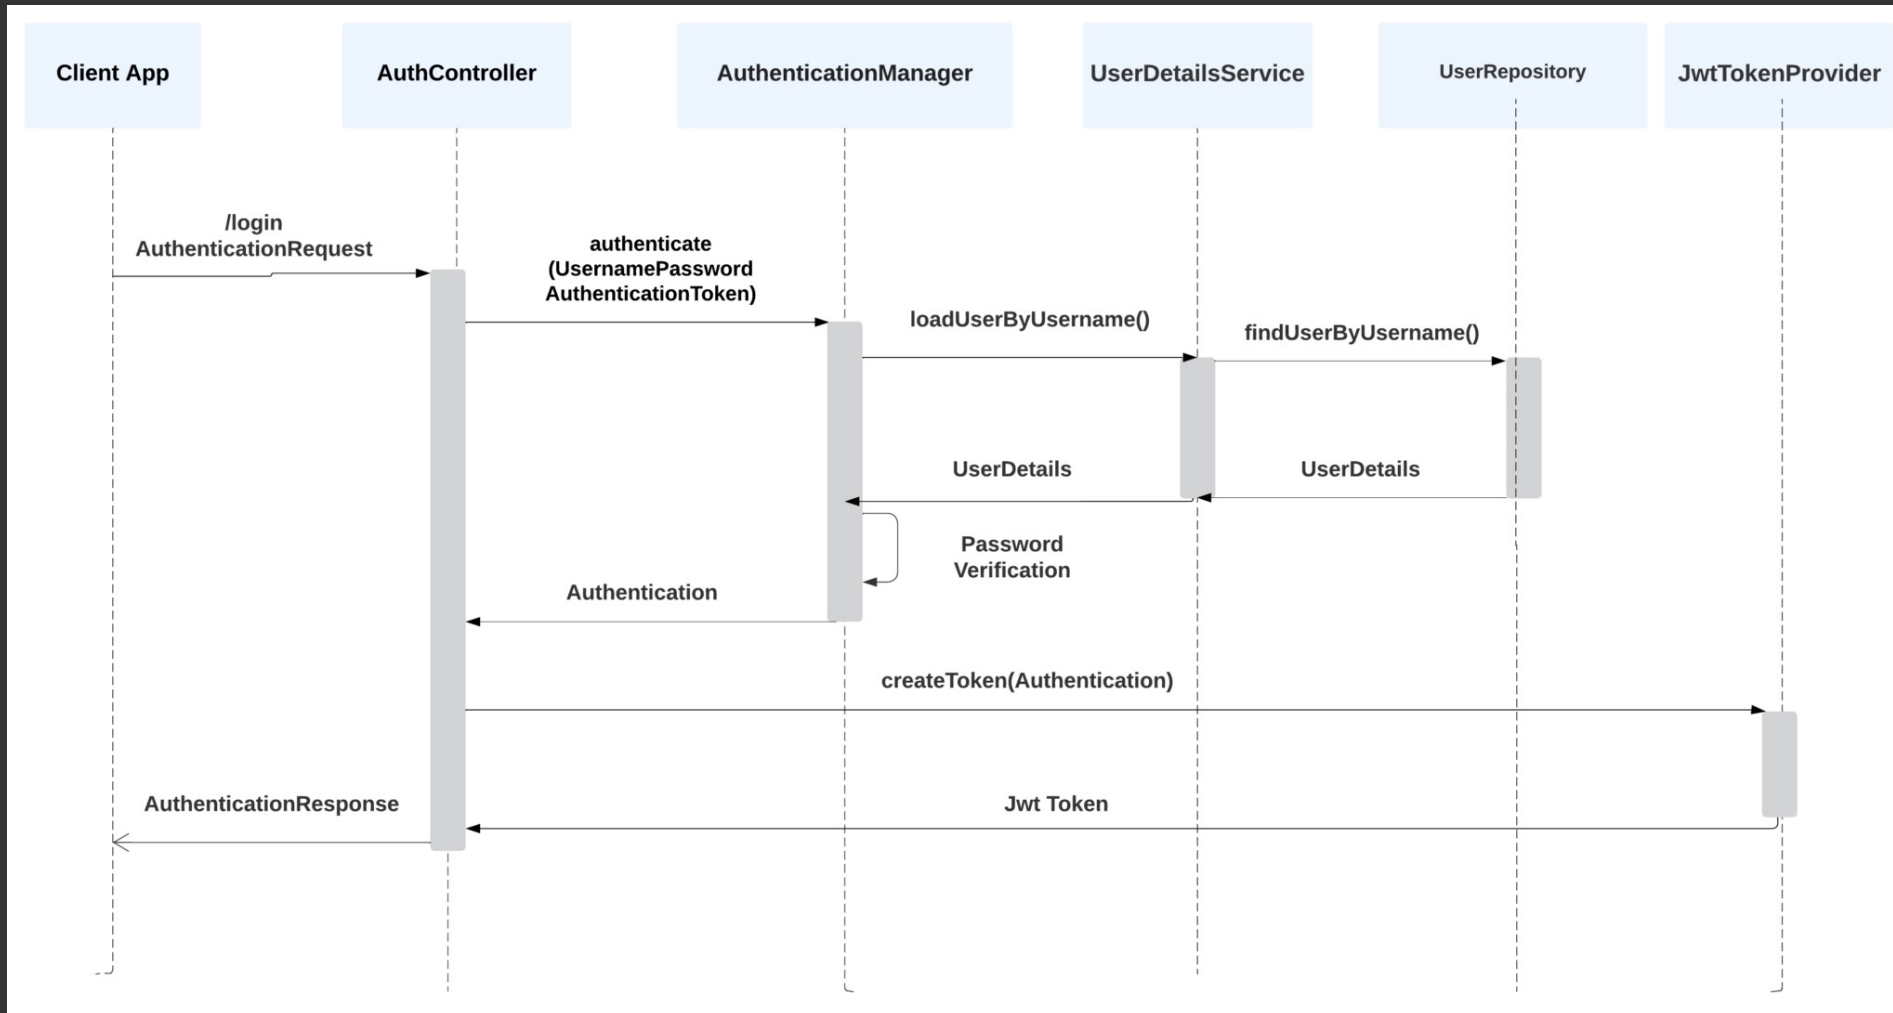 Client App
AuthController
AuthenticationManager
UserDetailsService
UserRepository
JwtTokenProvider
/login
AuthenticationRequest
authenticate
(UsernamePassword
AuthenticationToken)
loadUserByUsername()
findUserByUsername()
UserDetails
UserDetails
Password
Verification
Authentication
createToken(Authentication)
AuthenticationResponse
Jwt Token